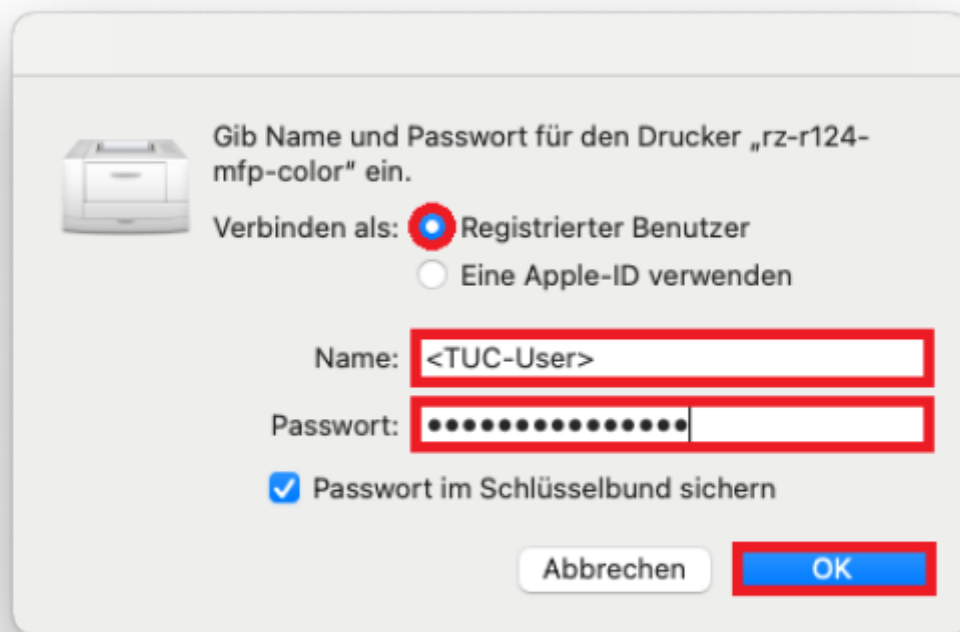 Gib Name und Passwort für den Drucker „rz-r124-
mfp-color" ein.
Verbinden als: Registrierter Benutzer
Eine Apple-ID verwenden
Name: <TUC-User>
Passwort: •••••••••••••••
Passwort im Schlüsselbund sichern
Abbrechen OK